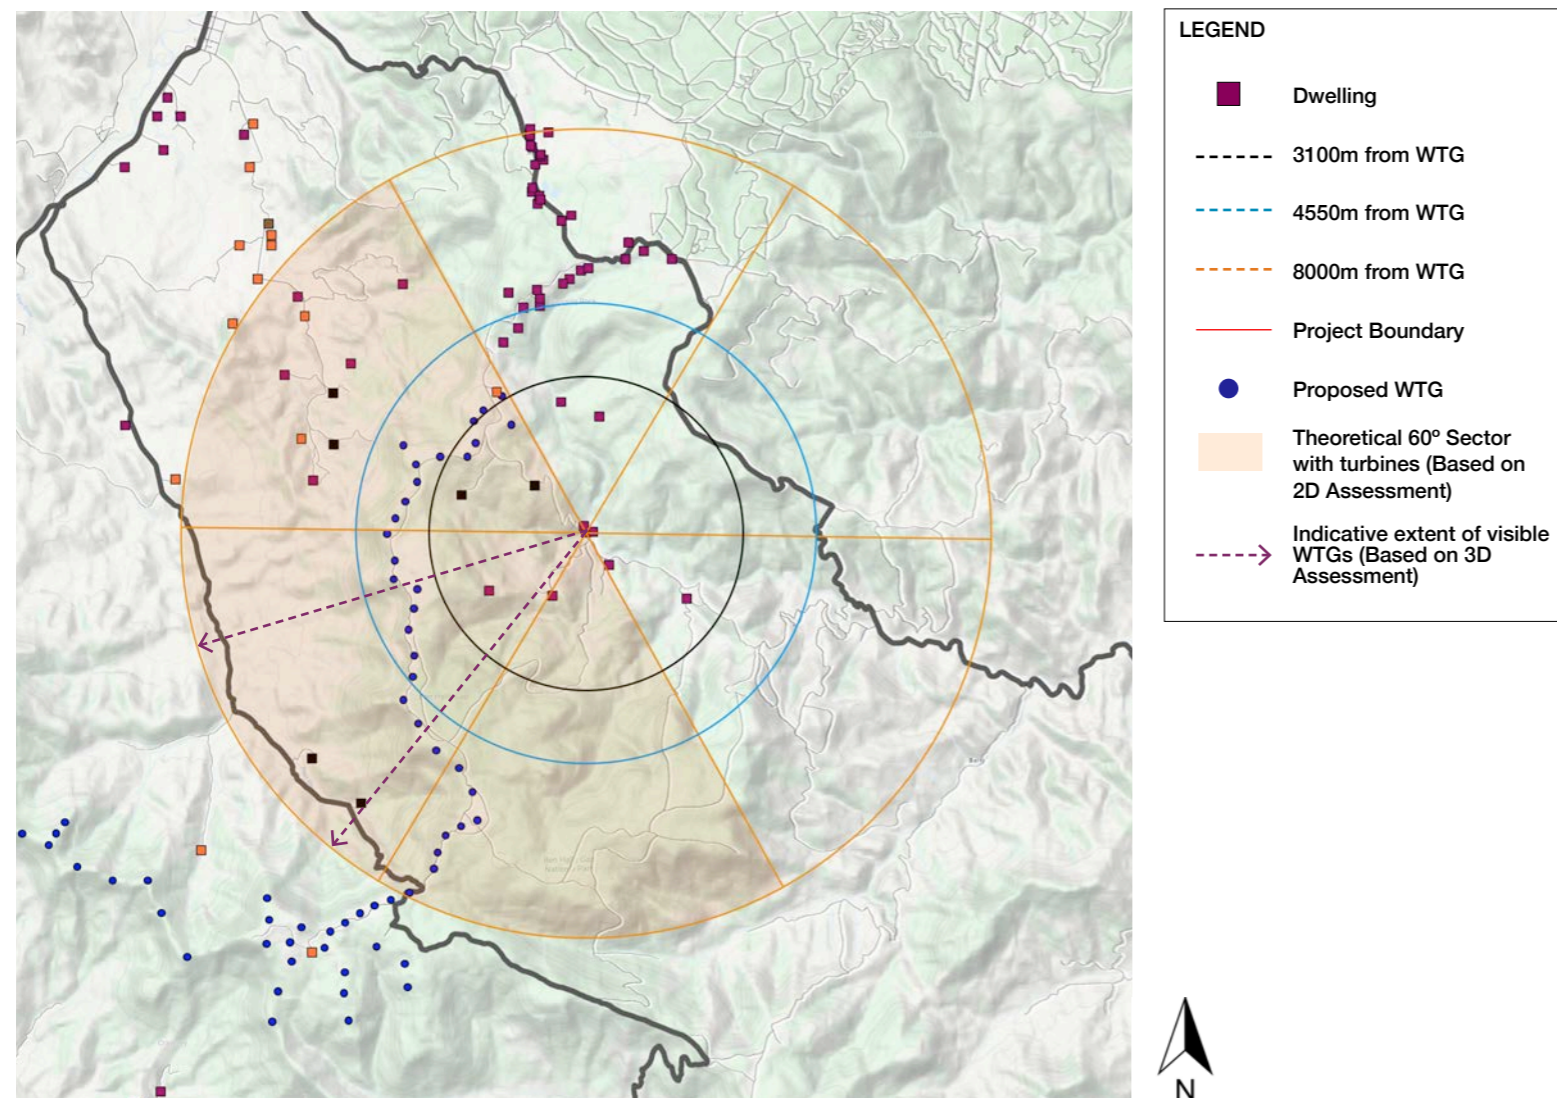 LEGEND
Dwelling
3100m from WTG
4550m from WTG
8000m from WTG
Project Boundary
Proposed WTG
Theoretical 60º Sector
with turbines (Based on
2D Assessment)
Indicative extent of visible
WTGs (Based on 3D
Assessment)
N